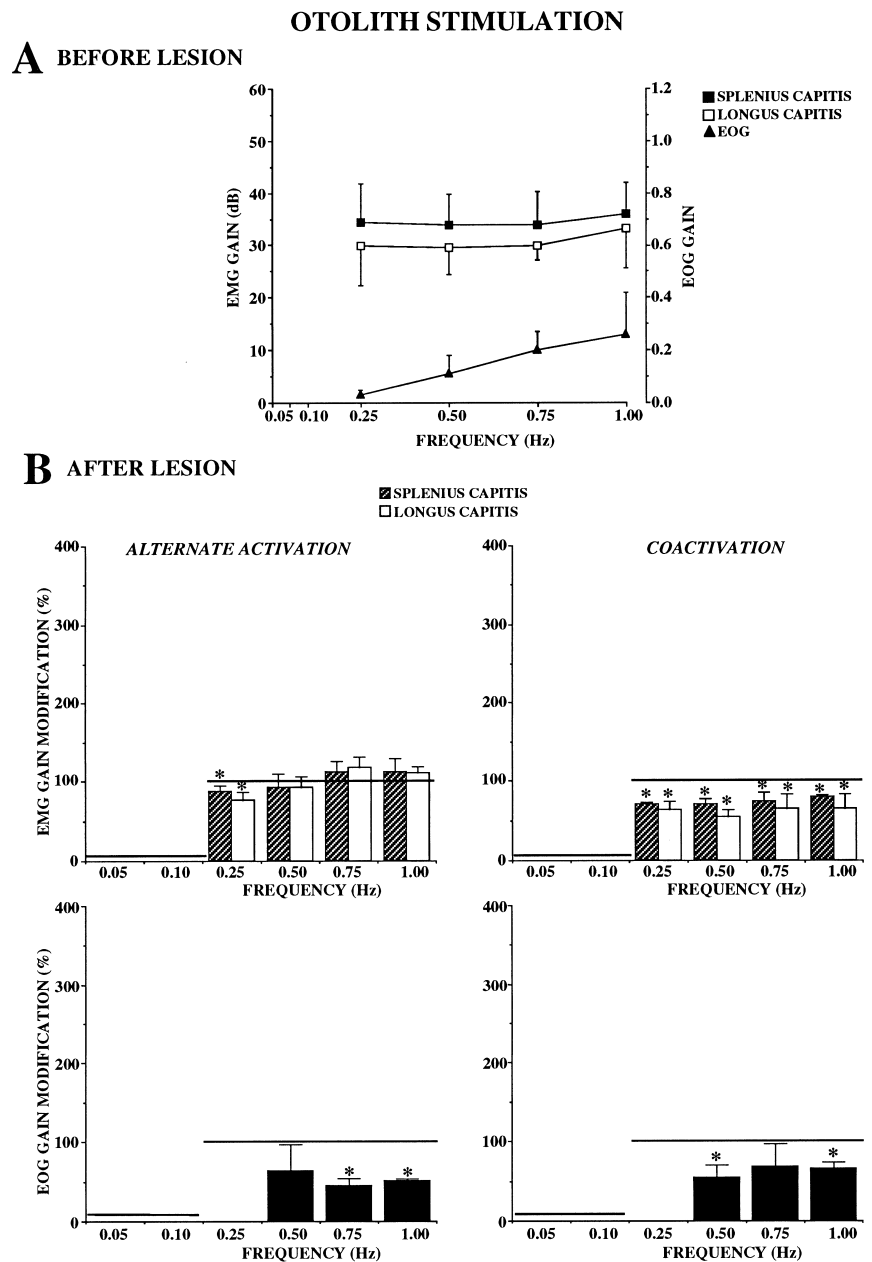 OTOLITH STIMULATION
A BEFORE LESION
SPLENIUS CAPITIS
LONGUS CAPITIS
EOG
EMG GAIN (dB)
60
50
40
30
20
10
0
EOG GAIN
1.2
1.0
0.8
0.6
0.4
0.2
0.0
0.05 0.10 0.25 0.50 0.75 1.00
FREQUENCY (Hz)
B AFTER LESION
SPLENIUS CAPITIS
LONGUS CAPITIS
ALTERNATE ACTIVATION
EMG GAIN MODIFICATION (%)
400
300
200
100
0
* *
0.05 0.10 0.25 0.50 0.75 1.00
FREQUENCY (Hz)
COACTIVATION
400
300
200
100
0
* * * * * * * *
0.05 0.10 0.25 0.50 0.75 1.00
FREQUENCY (Hz)
EOG GAIN MODIFICATION (%)
400
300
200
100
0
* *
0.05 0.10 0.25 0.50 0.75 1.00
FREQUENCY (Hz)
400
300
200
100
0
* *
0.05 0.10 0.25 0.50 0.75 1.00
FREQUENCY (Hz)